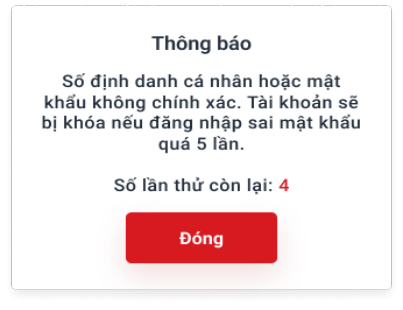 Thông báo
Số định danh cá nhân hoặc mật
khẩu không chính xác. Tài khoản sẽ
bị khóa nếu đăng nhập sai mật khẩu
quá 5 lần.
Số lần thử còn lại: 4
Đóng